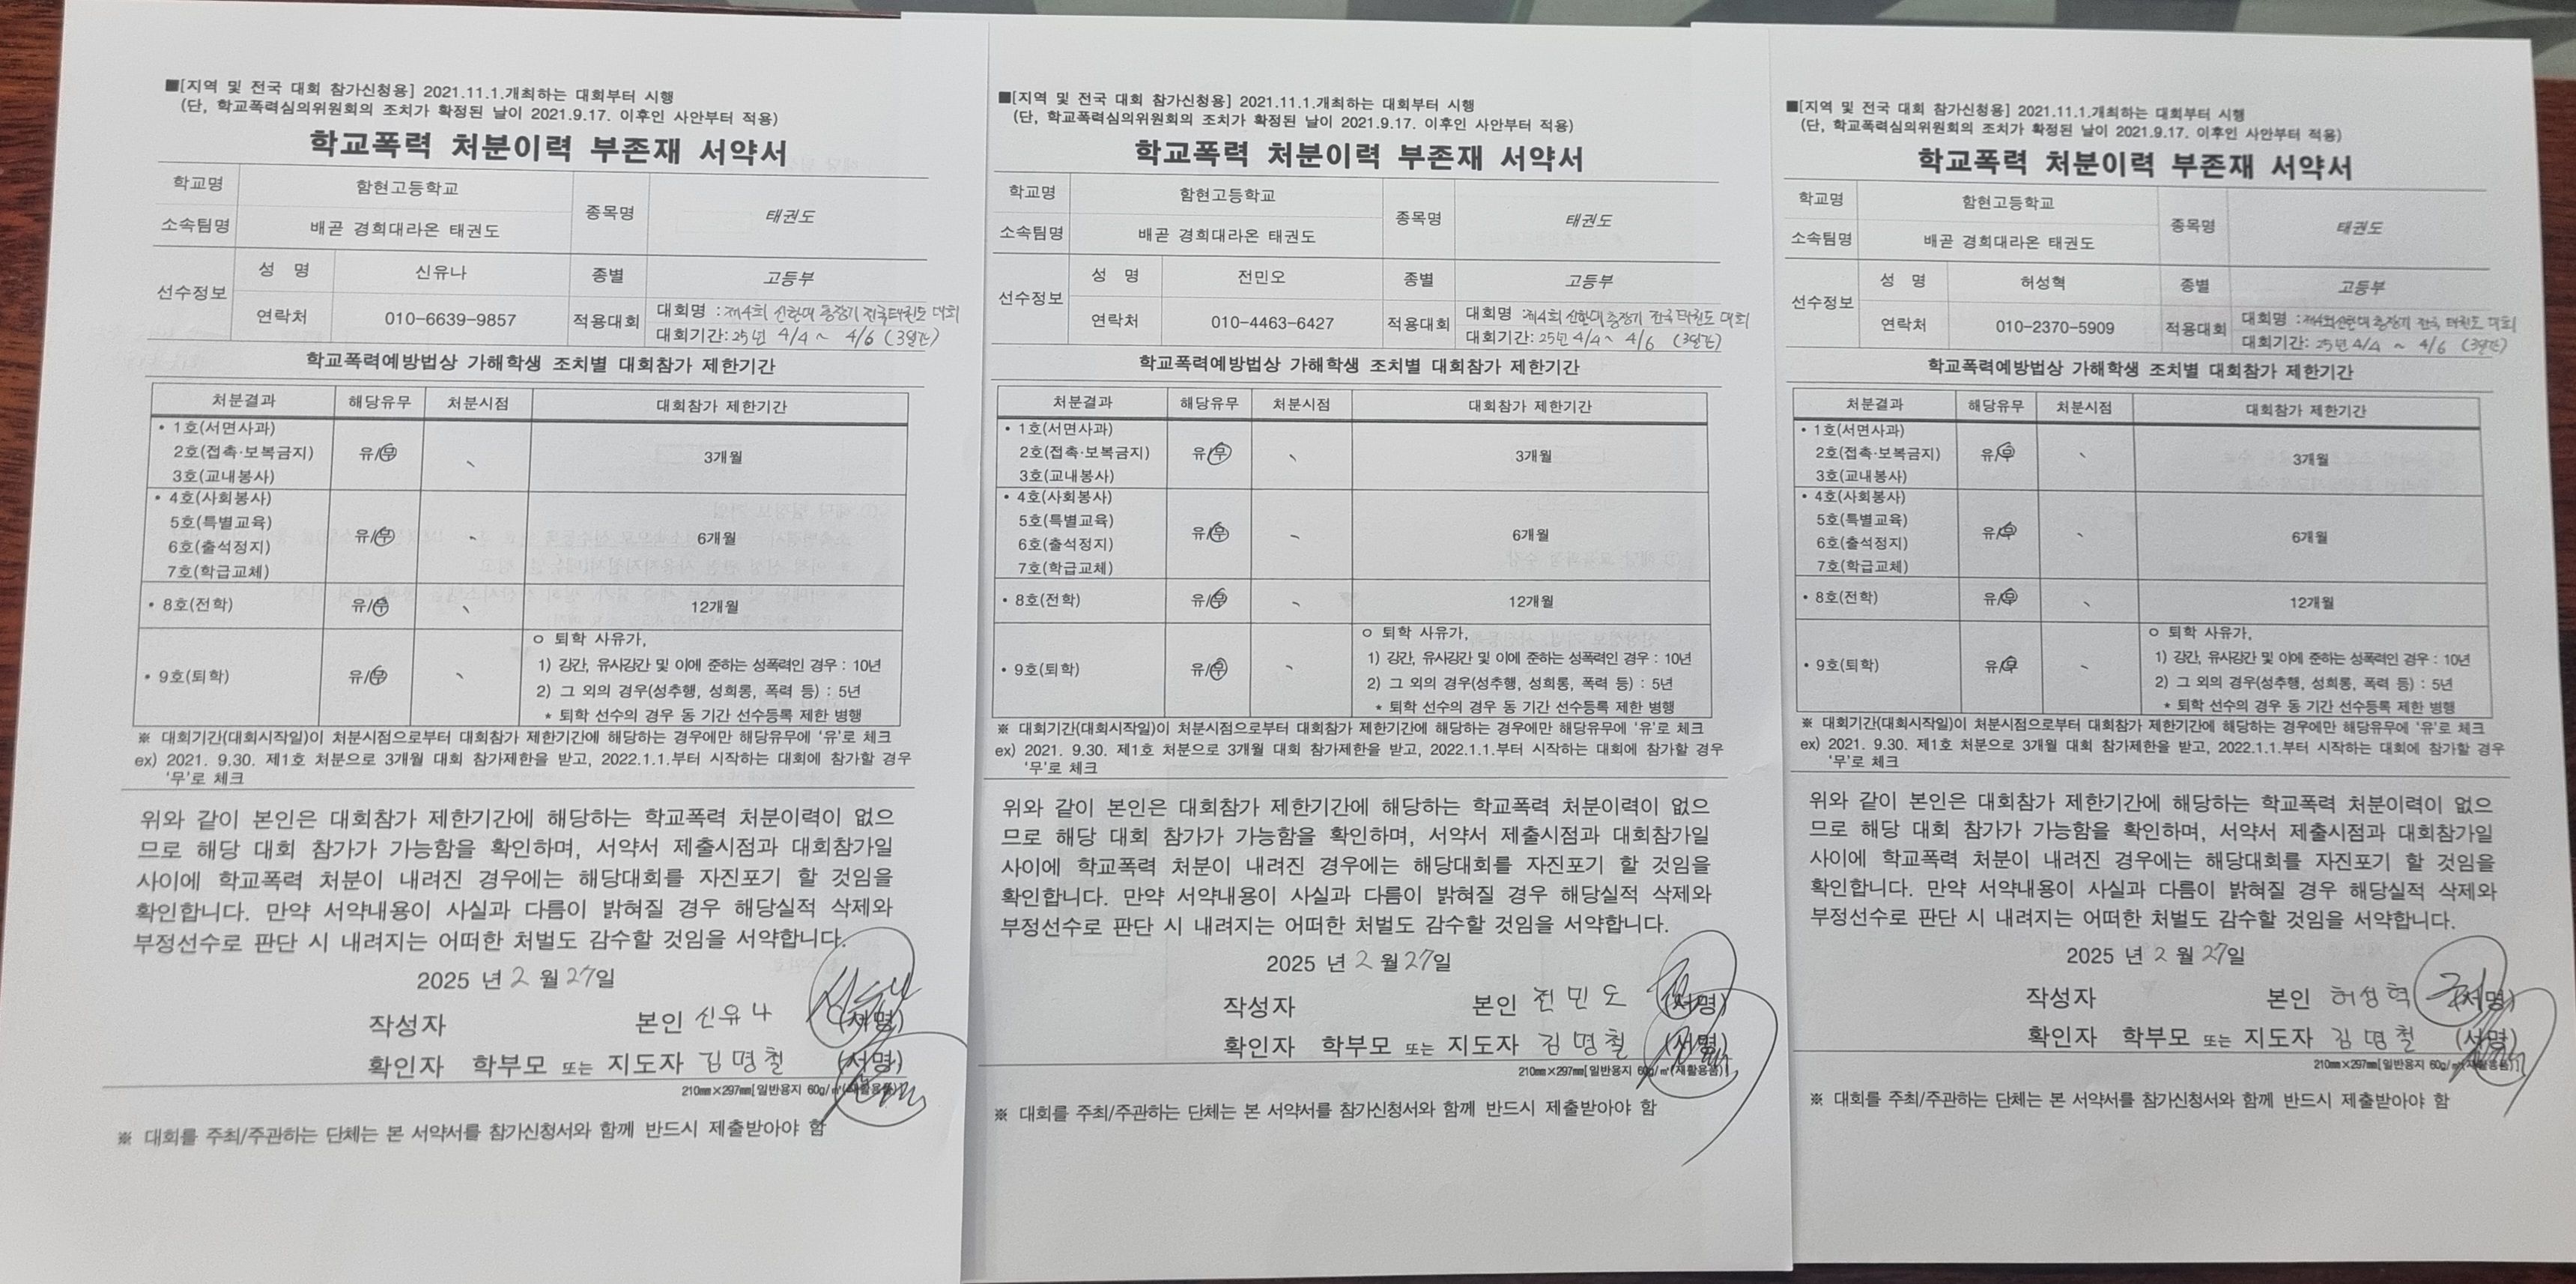 ■[지역 및 전국 대회 참가신청용] 2021.11.1.개최하는 대회부터 시행
(단, 학교폭력심의위원회의 조치가 확정된 날이 2021.9.17. 이후인 사안부터 적용)
학교폭력 처분이력 부존재 서약서
학교명 함현고등학교 종목명 태권도
소속팀명 배곧 경희대라온 태권도
선수정보 성 명 신유나 종별 고등부
연락처 010-6639-9857 적용대회 대회명 : 제4회 신한대 총장기 전국태권도 대회
대회기간: 25년 4/4 ~ 4/6 (3일간)
학교폭력예방법상 가해학생 조치별 대회참가 제한기간
처분결과 해당유무 처분시점 대회참가 제한기간
• 1호(서면사과)
2호(접촉·보복금지) 유/무 3개월
3호(교내봉사)
• 4호(사회봉사)
5호(특별교육)
유/무 6개월
6호(출석정지)
7호(학급교체)
• 8호(전학) 유/무 12개월
• 9호(퇴학) 유/무 ㅇ 퇴학 사유가,
1) 강간, 유사강간 및 이에 준하는 성폭력인 경우 : 10년
2) 그 외의 경우(성추행, 성희롱, 폭력 등) : 5년
* 퇴학 선수의 경우 동 기간 선수등록 제한 병행
※ 대회기간(대회시작일)이 처분시점으로부터 대회참가 제한기간에 해당하는 경우에만 해당유무에 '유'로 체크
ex) 2021. 9.30. 제1호 처분으로 3개월 대회 참가제한을 받고, 2022.1.1.부터 시작하는 대회에 참가할 경우
'무'로 체크
위와 같이 본인은 대회참가 제한기간에 해당하는 학교폭력 처분이력이 없으
므로 해당 대회 참가가 가능함을 확인하며, 서약서 제출시점과 대회참가일
사이에 학교폭력 처분이 내려진 경우에는 해당대회를 자진포기 할 것임을
확인합니다. 만약 서약내용이 사실과 다름이 밝혀질 경우 해당실적 삭제와
부정선수로 판단 시 내려지는 어떠한 처벌도 감수할 것임을 서약합니다.
2025 년 2 월 27일
작성자 본인 신유나 (서명)
확인자 학부모 또는 지도자 김명철 (서명)
210㎜×297㎜[일반용지 60g/㎡(재활용품)]
※ 대회를 주최/주관하는 단체는 본 서약서를 참가신청서와 함께 반드시 제출받아야 함
■[지역 및 전국 대회 참가신청용] 2021.11.1.개최하는 대회부터 시행
(단, 학교폭력심의위원회의 조치가 확정된 날이 2021.9.17. 이후인 사안부터 적용)
학교폭력 처분이력 부존재 서약서
학교명 함현고등학교 종목명 태권도
소속팀명 배곧 경희대라온 태권도
선수정보 성 명 전민오 종별 고등부
연락처 010-4463-6427 적용대회 대회명 :제4회 신한대 총장기 전국 태권도 대회
대회기간: 25년 4/4 ~ 4/6 (3일간)
학교폭력예방법상 가해학생 조치별 대회참가 제한기간
처분결과 해당유무 처분시점 대회참가 제한기간
• 1호(서면사과)
2호(접촉·보복금지) 유/무 3개월
3호(교내봉사)
• 4호(사회봉사)
5호(특별교육)
유/무 6개월
6호(출석정지)
7호(학급교체)
• 8호(전학) 유/무 12개월
• 9호(퇴학) 유/무 ㅇ 퇴학 사유가,
1) 강간, 유사강간 및 이에 준하는 성폭력인 경우 : 10년
2) 그 외의 경우(성추행, 성희롱, 폭력 등) : 5년
* 퇴학 선수의 경우 동 기간 선수등록 제한 병행
※ 대회기간(대회시작일)이 처분시점으로부터 대회참가 제한기간에 해당하는 경우에만 해당유무에 '유'로 체크
ex) 2021. 9.30. 제1호 처분으로 3개월 대회 참가제한을 받고, 2022.1.1.부터 시작하는 대회에 참가할 경우
'무'로 체크
위와 같이 본인은 대회참가 제한기간에 해당하는 학교폭력 처분이력이 없으
므로 해당 대회 참가가 가능함을 확인하며, 서약서 제출시점과 대회참가일
사이에 학교폭력 처분이 내려진 경우에는 해당대회를 자진포기 할 것임을
확인합니다. 만약 서약내용이 사실과 다름이 밝혀질 경우 해당실적 삭제와
부정선수로 판단 시 내려지는 어떠한 처벌도 감수할 것임을 서약합니다.
2025 년 2 월 27일
작성자 본인 전민오 (서명)
확인자 학부모 또는 지도자 김명철 (서명)
210㎜×297㎜[일반용지 60g/㎡(재활용품)]
※ 대회를 주최/주관하는 단체는 본 서약서를 참가신청서와 함께 반드시 제출받아야 함
■[지역 및 전국 대회 참가신청용] 2021.11.1.개최하는 대회부터 시행
(단, 학교폭력심의위원회의 조치가 확정된 날이 2021.9.17. 이후인 사안부터 적용)
학교폭력 처분이력 부존재 서약서
학교명 함현고등학교 종목명 태권도
소속팀명 배곧 경희대라온 태권도
선수정보 성 명 허성혁 종별 고등부
연락처 010-2370-5909 적용대회 대회명 :제4회신한대 총장기 전국 태권도 대회
대회기간: 25년 4/4 ~ 4/6 (3일간)
학교폭력예방법상 가해학생 조치별 대회참가 제한기간
처분결과 해당유무 처분시점 대회참가 제한기간
• 1호(서면사과)
2호(접촉·보복금지) 유/무 3개월
3호(교내봉사)
• 4호(사회봉사)
5호(특별교육)
유/무 6개월
6호(출석정지)
7호(학급교체)
• 8호(전학) 유/무 12개월
• 9호(퇴학) 유/무 ㅇ 퇴학 사유가,
1) 강간, 유사강간 및 이에 준하는 성폭력인 경우 : 10년
2) 그 외의 경우(성추행, 성희롱, 폭력 등) : 5년
* 퇴학 선수의 경우 동 기간 선수등록 제한 병행
※ 대회기간(대회시작일)이 처분시점으로부터 대회참가 제한기간에 해당하는 경우에만 해당유무에 '유'로 체크
ex) 2021. 9.30. 제1호 처분으로 3개월 대회 참가제한을 받고, 2022.1.1.부터 시작하는 대회에 참가할 경우
'무'로 체크
위와 같이 본인은 대회참가 제한기간에 해당하는 학교폭력 처분이력이 없으
므로 해당 대회 참가가 가능함을 확인하며, 서약서 제출시점과 대회참가일
사이에 학교폭력 처분이 내려진 경우에는 해당대회를 자진포기 할 것임을
확인합니다. 만약 서약내용이 사실과 다름이 밝혀질 경우 해당실적 삭제와
부정선수로 판단 시 내려지는 어떠한 처벌도 감수할 것임을 서약합니다.
2025 년 2 월 27일
작성자 본인 허성혁 (서명)
확인자 학부모 또는 지도자 김명철 (서명)
210㎜×297㎜[일반용지 60g/㎡(재활용품)]
※ 대회를 주최/주관하는 단체는 본 서약서를 참가신청서와 함께 반드시 제출받아야 함